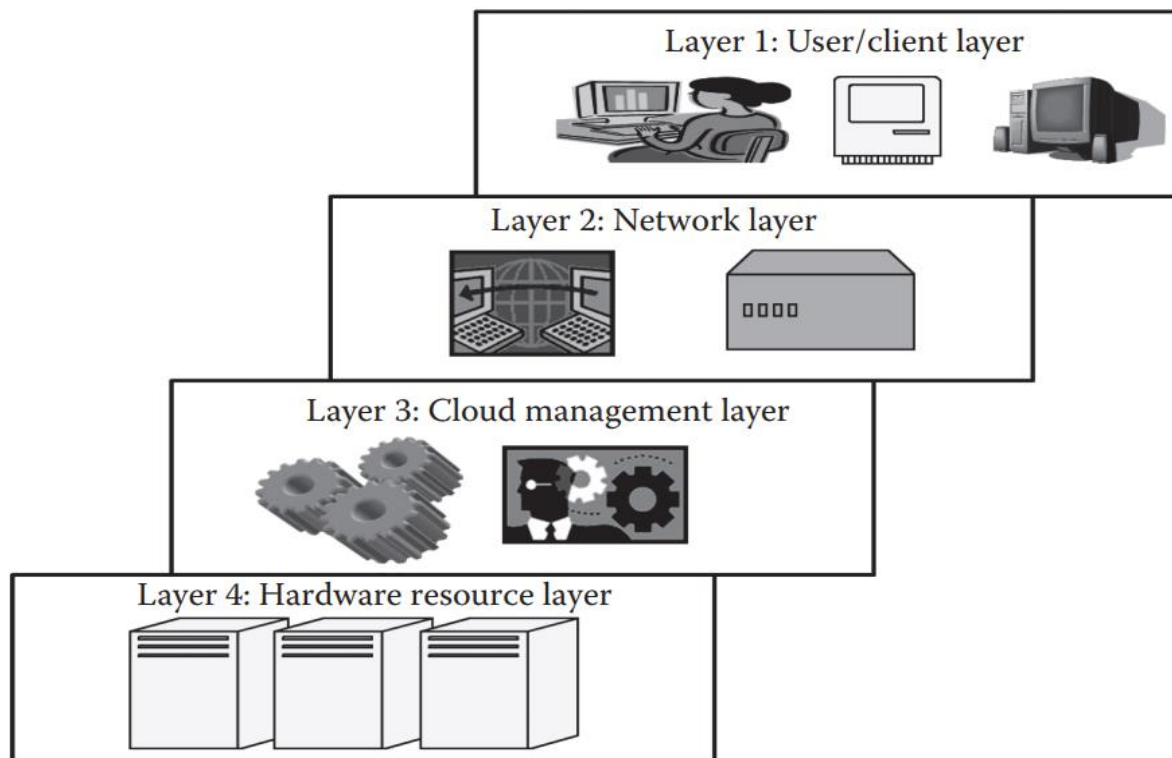 Layer 1: User/client layer
Layer 2: Network layer
Layer 3: Cloud management layer
Layer 4: Hardware resource layer